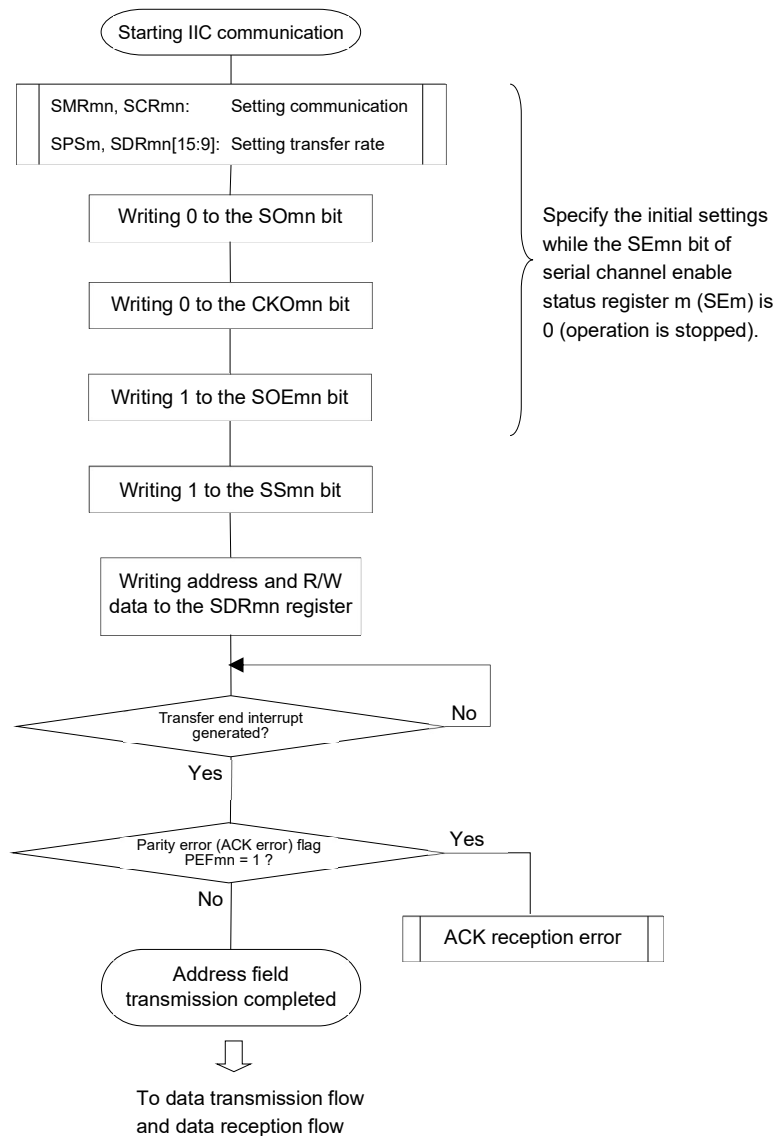 Starting IIC communication
SMRmn, SCRmn: Setting communication
SPSm, SDRmn[15:9]: Setting transfer rate
Writing 0 to the SOmn bit
Writing 0 to the CKOmn bit
Writing 1 to the SOEmn bit
Specify the initial settings
while the SEmn bit of
serial channel enable
status register m (SEm) is
0 (operation is stopped).
Writing 1 to the SSmn bit
Writing address and R/W
data to the SDRmn register
Transfer end interrupt
generated?
No
Yes
Parity error (ACK error) flag
PEFmn = 1 ?
Yes
No
ACK reception error
Address field
transmission completed
To data transmission flow
and data reception flow